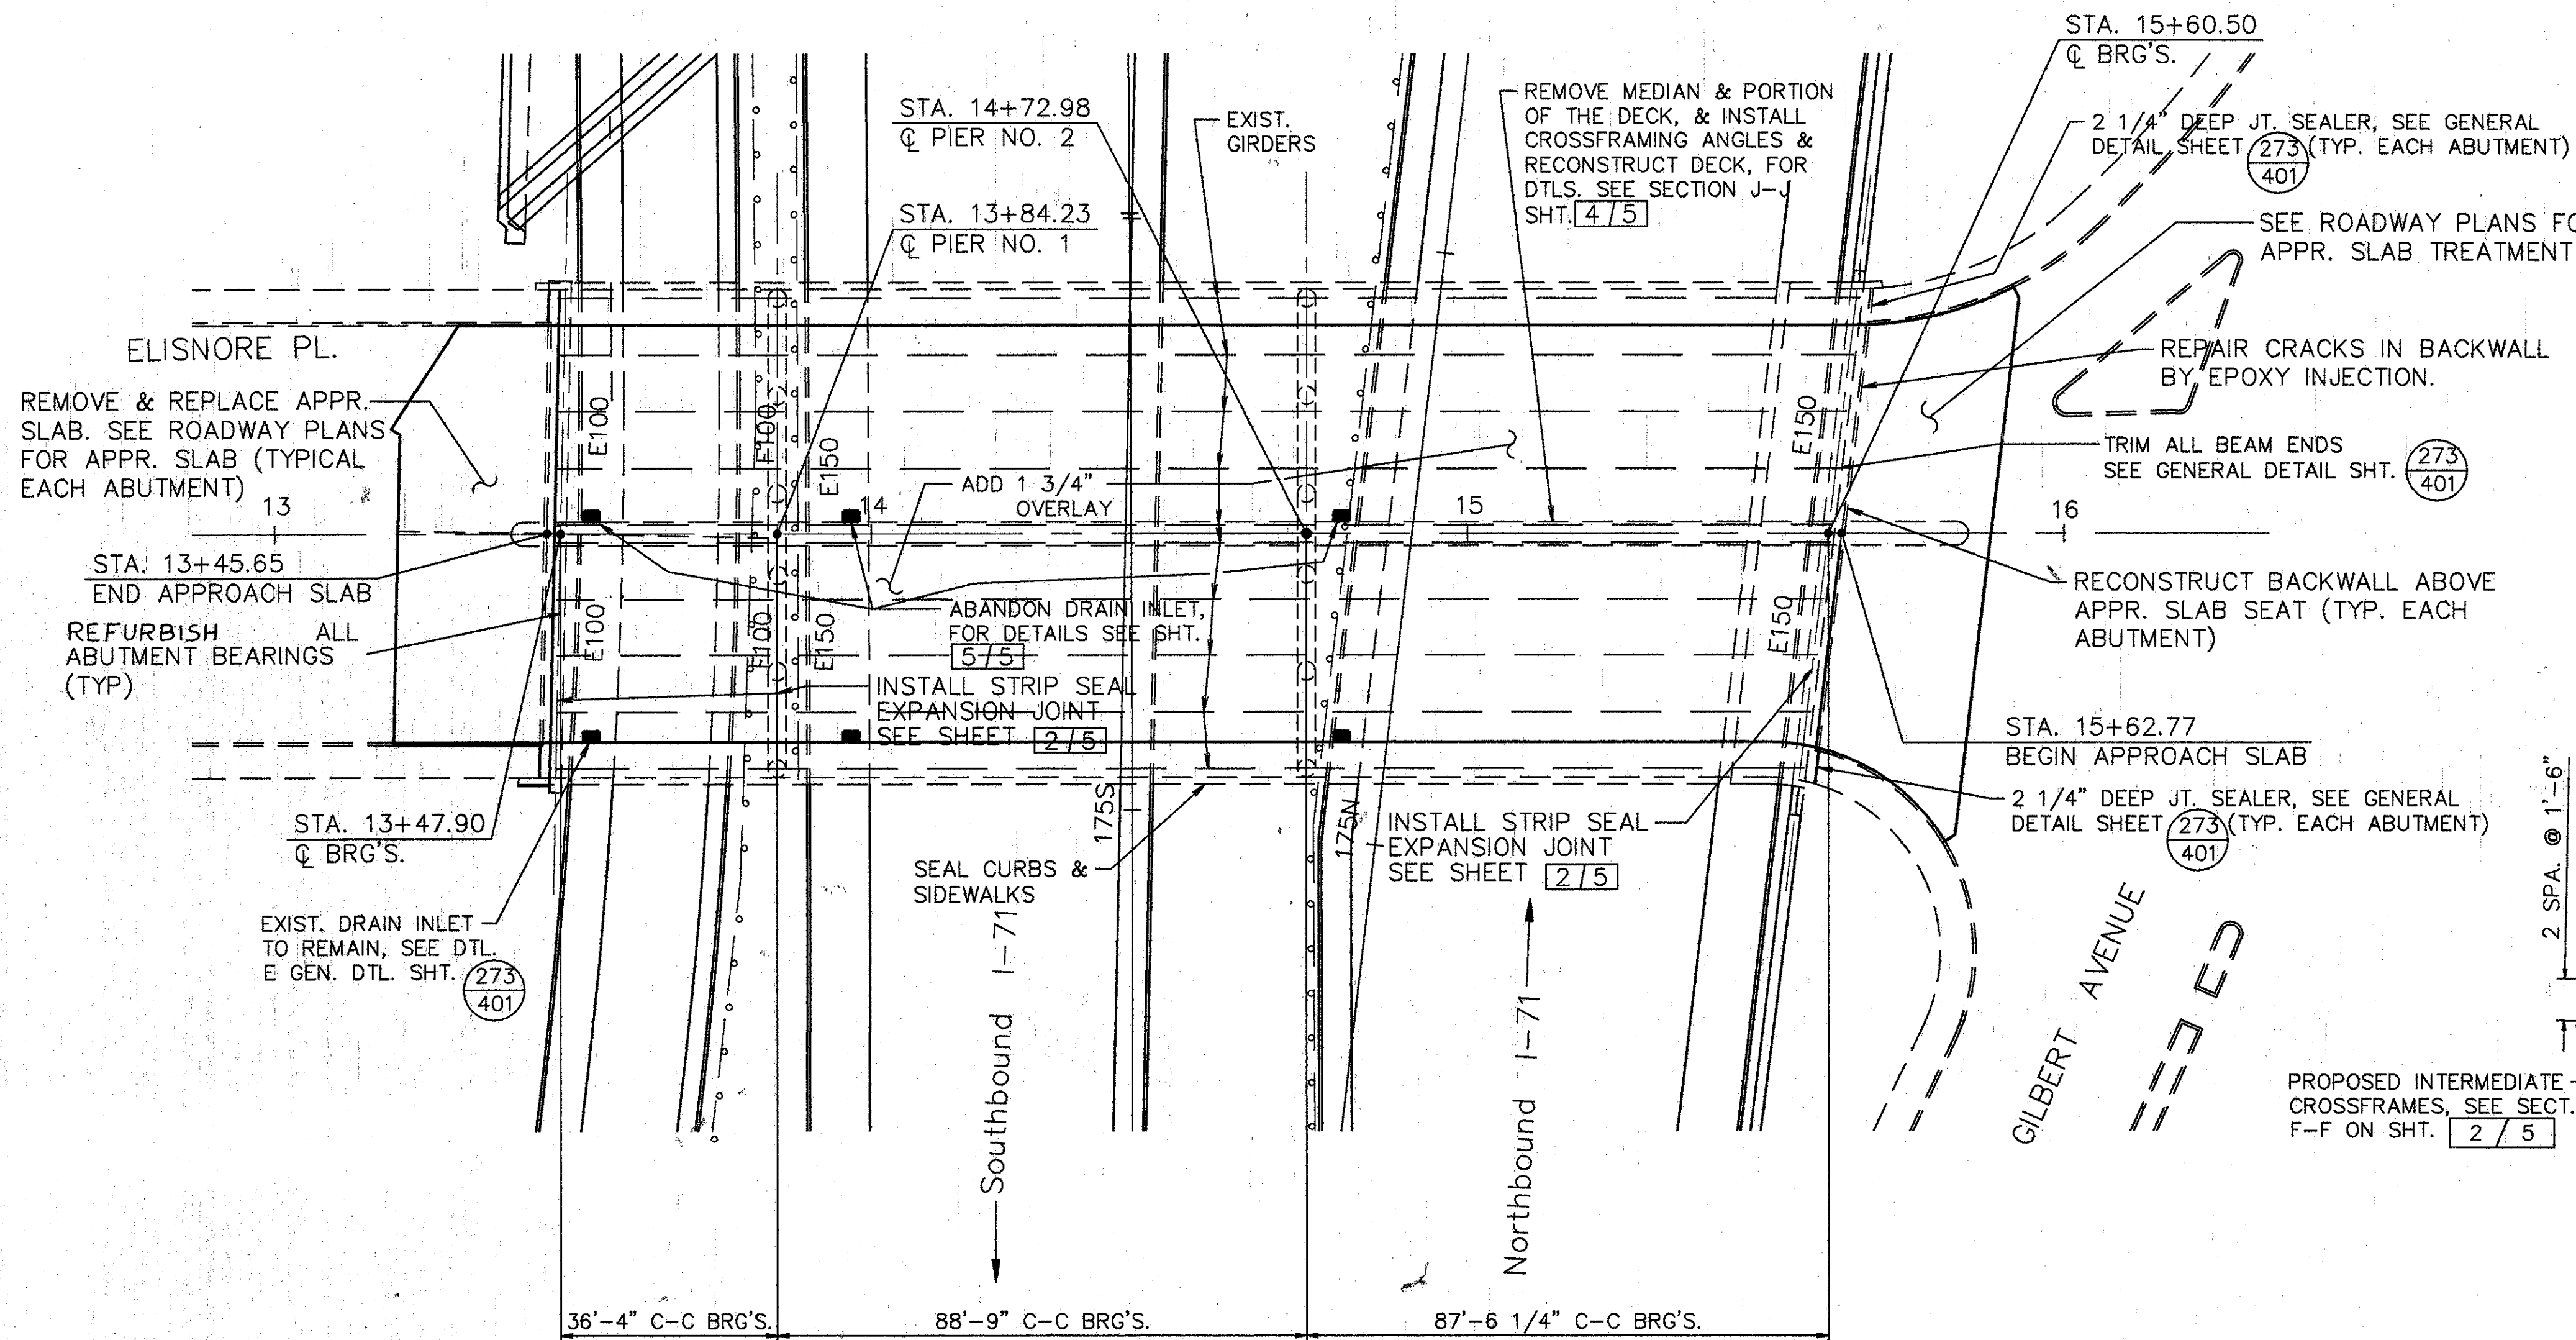 STA. 15+60.50
℄ BRG'S.
STA. 14+72.98
℄ PIER NO. 2
EXIST.
GIRDERS
REMOVE MEDIAN & PORTION
OF THE DECK, & INSTALL
CROSSFRAMING ANGLES &
RECONSTRUCT DECK, FOR
DTLS. SEE SECTION J-J
SHT. 4/5
2 1/4" DEEP JT. SEALER, SEE GENERAL
DETAIL SHEET 273 (TYP. EACH ABUTMENT)
401
STA. 13+84.23
℄ PIER NO. 1
SEE ROADWAY PLANS FO
APPR. SLAB TREATMENT
ELISNORE PL.
REPAIR CRACKS IN BACKWALL
BY EPOXY INJECTION.
REMOVE & REPLACE APPR.
SLAB. SEE ROADWAY PLANS
FOR APPR. SLAB (TYPICAL
EACH ABUTMENT)
E100
F100
E150
E150
TRIM ALL BEAM ENDS
SEE GENERAL DETAIL SHT. 273
401
ADD 1 3/4"
OVERLAY
13
14
15
16
STA. 13+45.65
END APPROACH SLAB
REFURBISH ALL
ABUTMENT BEARINGS
(TYP)
E100
F100
E150
E150
ABANDON DRAIN INLET,
FOR DETAILS SEE SHT.
5/5
RECONSTRUCT BACKWALL ABOVE
APPR. SLAB SEAT (TYP. EACH
ABUTMENT)
INSTALL STRIP SEAL
EXPANSION JOINT
SEE SHEET 2/5
STA. 15+62.77
BEGIN APPROACH SLAB
STA. 13+47.90
℄ BRG'S.
175S
175N
INSTALL STRIP SEAL
EXPANSION JOINT
SEE SHEET 2/5
2 1/4" DEEP JT. SEALER, SEE GENERAL
DETAIL SHEET 273 (TYP. EACH ABUTMENT)
401
2 SPA. @ 1'-6"
SEAL CURBS &
SIDEWALKS
EXIST. DRAIN INLET
TO REMAIN, SEE DTL.
E GEN. DTL. SHT. 273
401
Southbound I-71
Northbound I-71
GILBERT AVENUE
PROPOSED INTERMEDIATE
CROSSFRAMES, SEE SECT.
F-F ON SHT. 2/5
36'-4" C-C BRG'S.
88'-9" C-C BRG'S.
87'-6 1/4" C-C BRG'S.